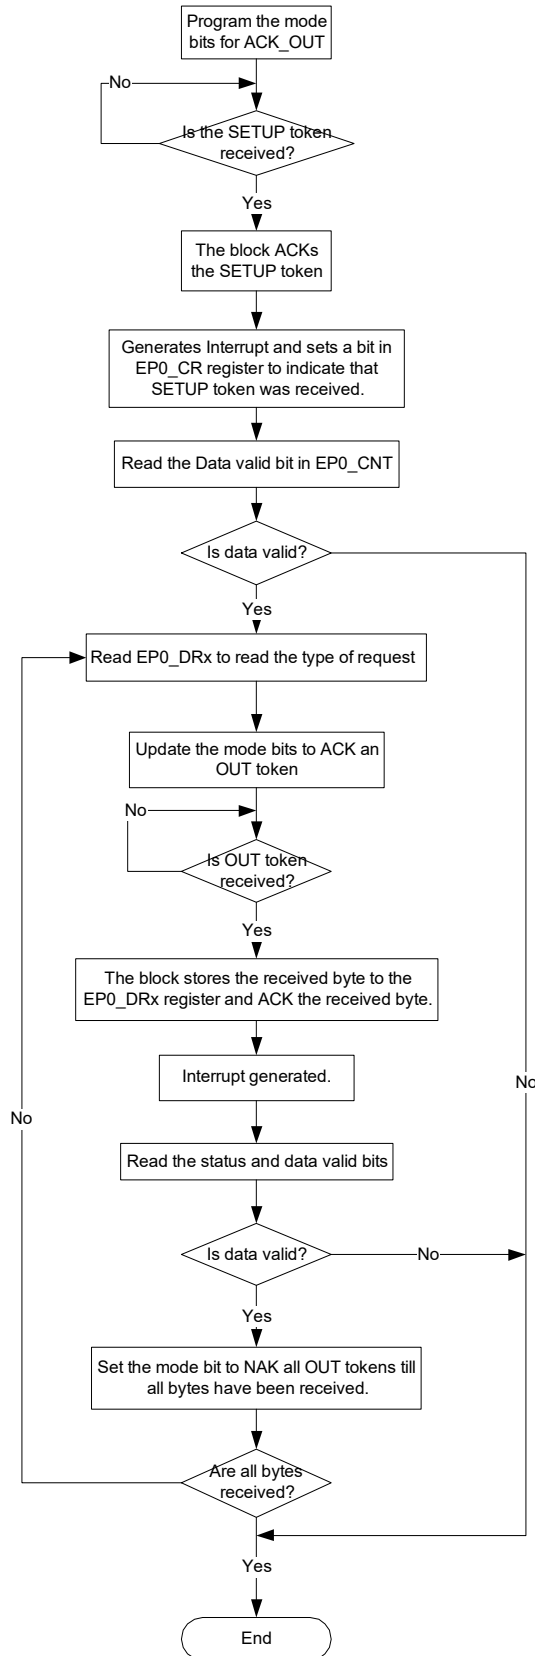 Program the mode
bits for ACK_OUT
No
Is the SETUP token
received?
Yes
The block ACKs
the SETUP token
Generates Interrupt and sets a bit in
EP0_CR register to indicate that
SETUP token was received.
Read the Data valid bit in EP0_CNT
Is data valid?
Yes
Read EP0_DRx to read the type of request
Update the mode bits to ACK an
OUT token
No
Is OUT token
received?
Yes
The block stores the received byte to the
EP0_DRx register and ACK the received byte.
Interrupt generated.
No
No
Read the status and data valid bits
Is data valid?
No
Yes
Set the mode bit to NAK all OUT tokens till
all bytes have been received.
Are all bytes
received?
Yes
End